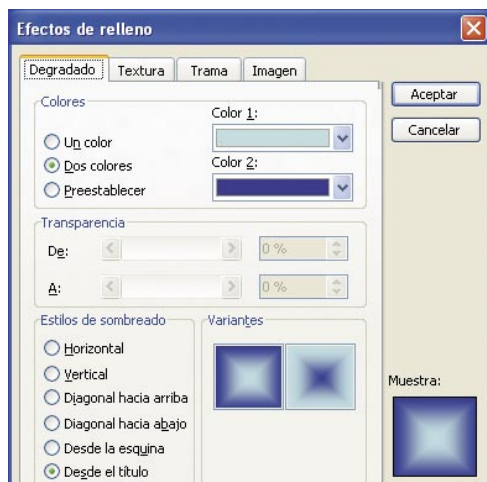 Efectos de relleno
Degradado Textura Trama Imagen
Aceptar
Cancelar
Colores
Color 1:
Un color
Dos colores
Color 2:
Preestablecer
Transparencia
De: 0 %
A: 0 %
Estilos de sombreado
Horizontal
Vertical
Diagonal hacia arriba
Diagonal hacia abajo
Desde la esquina
Desde el título
Variantes
Muestra: